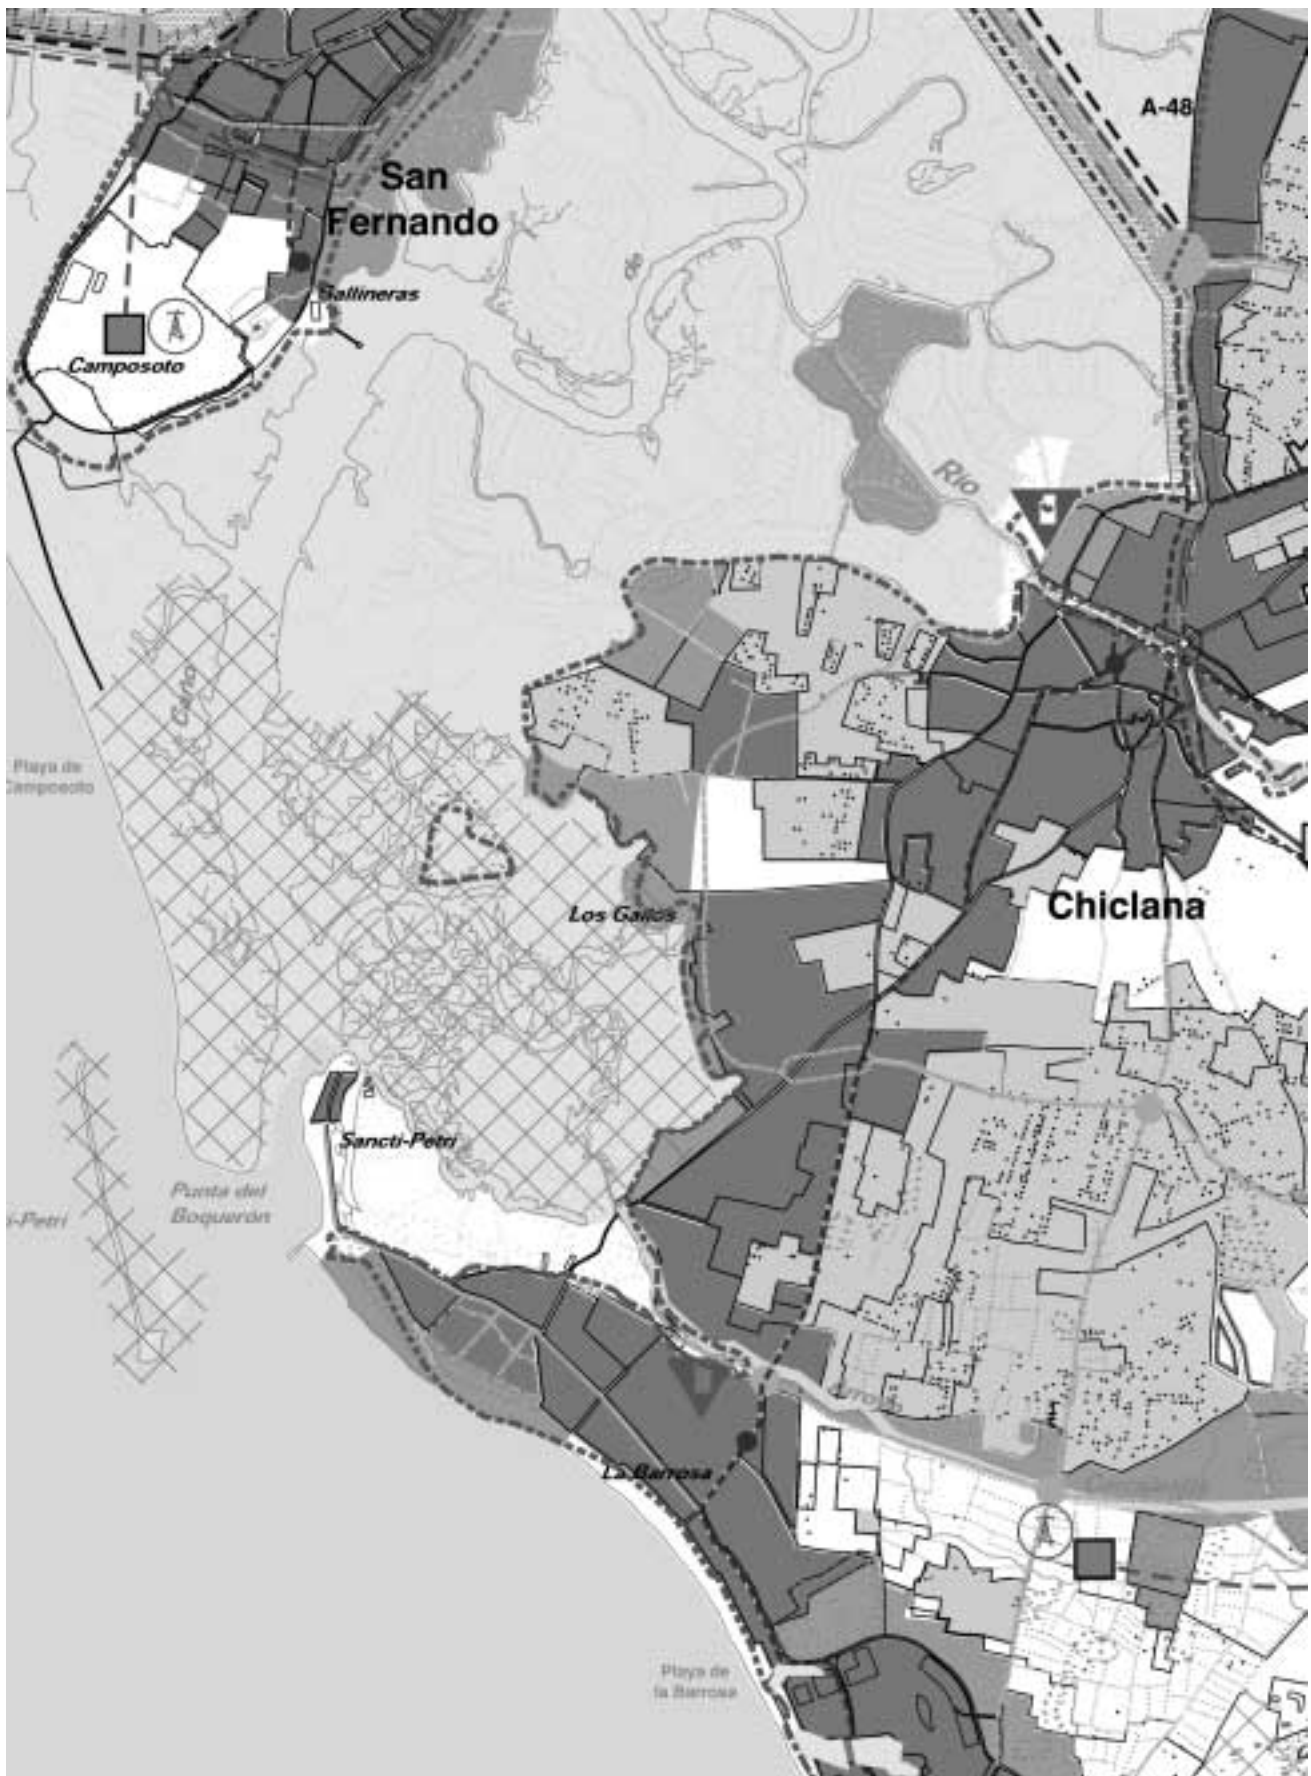 A-48
San
Fernando
Gallineras
Camposoto
Río
Caño
Playa de
Camposoto
Los Gallos
Chiclana
Sancti-Petri
Punta del
Boquerón
i-Petri
La Barrosa
Playa de
la Barrosa